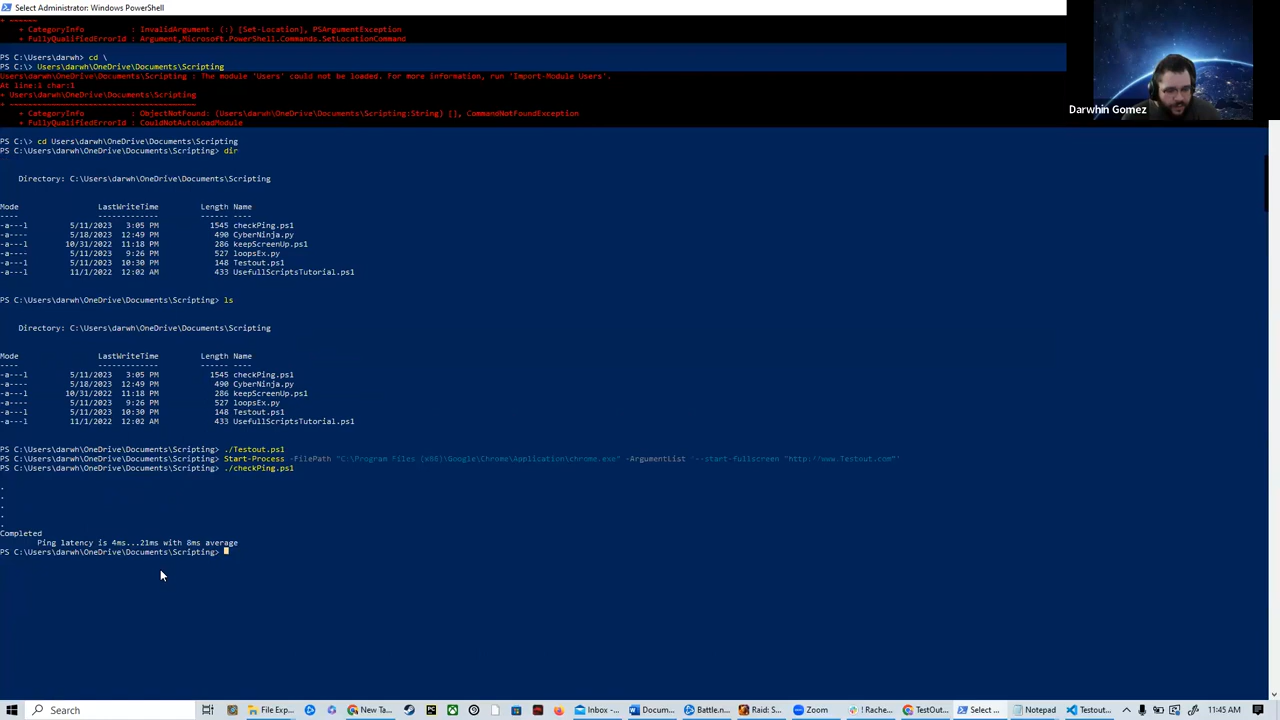 Select Administrator: Windows PowerShell
+ ~~~~~~
+ CategoryInfo : InvalidArgument: (:) [Set-Location], PSArgumentException
+ FullyQualifiedErrorId : Argument,Microsoft.PowerShell.Commands.SetLocationCommand
PS C:\Users\darwh> cd \
PS C:\> Users\darwh\OneDrive\Documents\Scripting
Users\darwh\OneDrive\Documents\Scripting : The module 'Users' could not be loaded. For more information, run 'Import-Module Users'.
At line:1 char:1
+ Users\darwh\OneDrive\Documents\Scripting
+ ~~~~~~~~~~~~~~~~~~~~~~~~~~~~~~~~~~~~~~~~
+ CategoryInfo : ObjectNotFound: (Users\darwh\OneDrive\Documents\Scripting:String) [], CommandNotFoundException
+ FullyQualifiedErrorId : CouldNotAutoLoadModule
Darwhin Gomez
PS C:\> cd Users\darwh\OneDrive\Documents\Scripting
PS C:\Users\darwh\OneDrive\Documents\Scripting> dir
Directory: C:\Users\darwh\OneDrive\Documents\Scripting
Mode LastWriteTime Length Name
---- ------------- ------ ----
-a---l 5/11/2023 3:05 PM 1545 checkPing.ps1
-a---l 5/18/2023 12:49 PM 490 CyberNinja.py
-a---l 10/31/2022 11:18 PM 286 keepScreenUp.ps1
-a---l 5/11/2023 9:26 PM 527 loopsEx.py
-a---l 5/11/2023 10:30 PM 148 Testout.ps1
-a---l 11/1/2022 12:02 AM 433 UsefullScriptsTutorial.ps1
PS C:\Users\darwh\OneDrive\Documents\Scripting> ls
Directory: C:\Users\darwh\OneDrive\Documents\Scripting
Mode LastWriteTime Length Name
---- ------------- ------ ----
-a---l 5/11/2023 3:05 PM 1545 checkPing.ps1
-a---l 5/18/2023 12:49 PM 490 CyberNinja.py
-a---l 10/31/2022 11:18 PM 286 keepScreenUp.ps1
-a---l 5/11/2023 9:26 PM 527 loopsEx.py
-a---l 5/11/2023 10:30 PM 148 Testout.ps1
-a---l 11/1/2022 12:02 AM 433 UsefullScriptsTutorial.ps1
PS C:\Users\darwh\OneDrive\Documents\Scripting> ./Testout.ps1
PS C:\Users\darwh\OneDrive\Documents\Scripting> Start-Process -FilePath "C:\Program Files (x86)\Google\Chrome\Application\chrome.exe" -ArgumentList '--start-fullscreen "http://www.Testout.com"'
PS C:\Users\darwh\OneDrive\Documents\Scripting> ./checkPing.ps1
.
.
.
.
.
Completed
Ping latency is 4ms...21ms with 8ms average
PS C:\Users\darwh\OneDrive\Documents\Scripting>
Search File Exp... New Ta... Inbox - ... Docum... Battle.n... Raid: S... Zoom ! Rache... TestOut... Select ... Notepad Testout... 11:45 AM